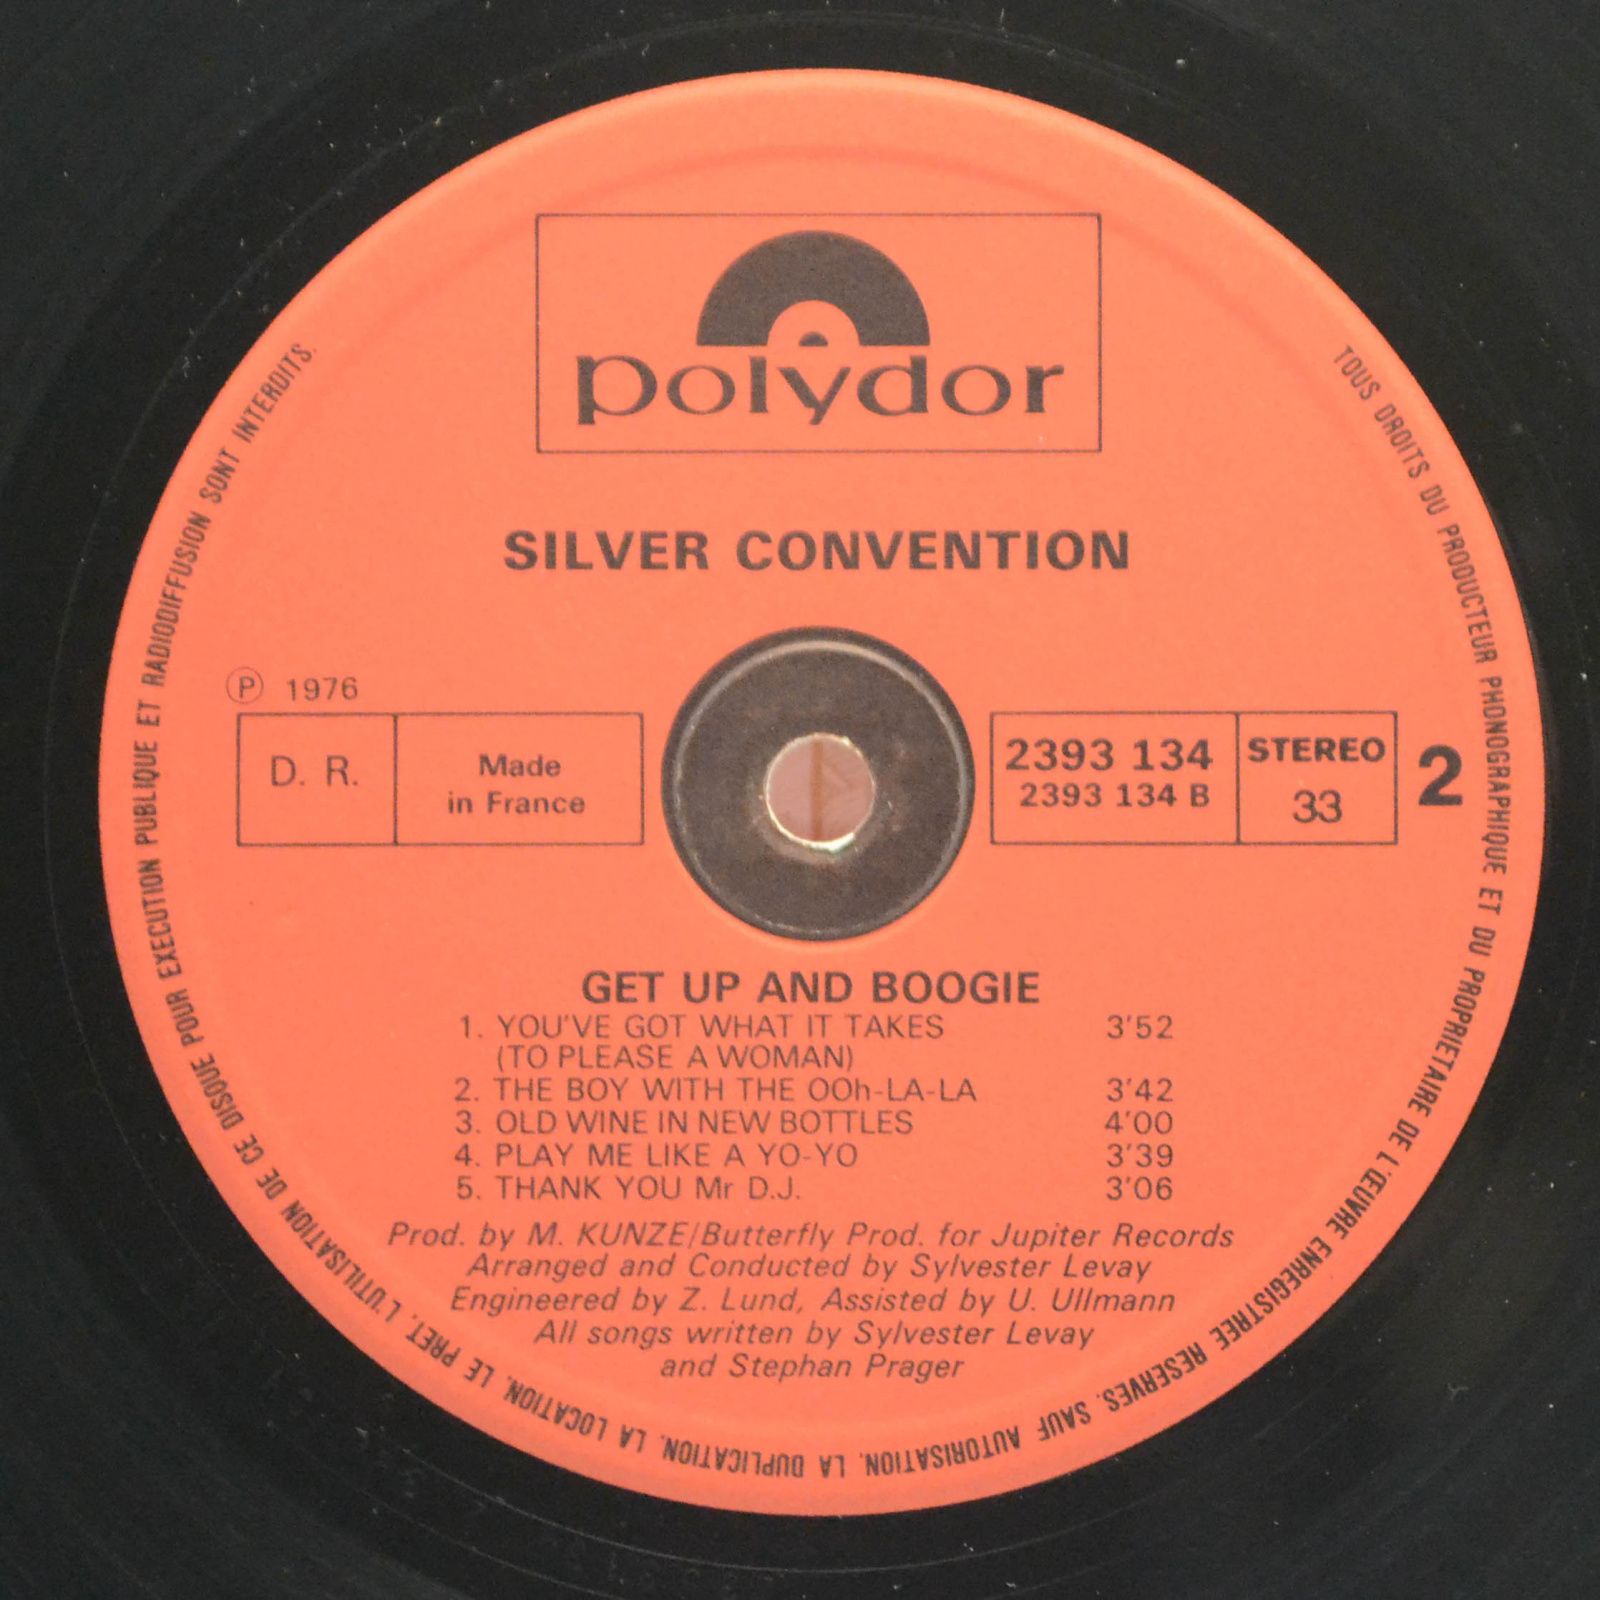 polydor
SILVER CONVENTION
Ⓟ 1976
D. R.
Made
in France
2393 134
2393 134 B
STEREO
33
2
GET UP AND BOOGIE
1. YOU'VE GOT WHAT IT TAKES 3'52
(TO PLEASE A WOMAN)
2. THE BOY WITH THE OOh-LA-LA 3'42
3. OLD WINE IN NEW BOTTLES 4'00
4. PLAY ME LIKE A YO-YO 3'39
5. THANK YOU Mr D.J. 3'06
Prod. by M. KUNZE/Butterfly Prod. for Jupiter Records
Arranged and Conducted by Sylvester Levay
Engineered by Z. Lund, Assisted by U. Ullmann
All songs written by Sylvester Levay
and Stephan Prager
TOUS DROITS DU PRODUCTEUR PHONOGRAPHIQUE ET DU PROPRIETAIRE DE L'ŒUVRE ENREGISTREE RESERVES. SAUF AUTORISATION, LA DUPLICATION, LA LOCATION, LE PRET, L'UTILISATION DE CE DISQUE POUR EXECUTION PUBLIQUE ET RADIODIFFUSION SONT INTERDITS.